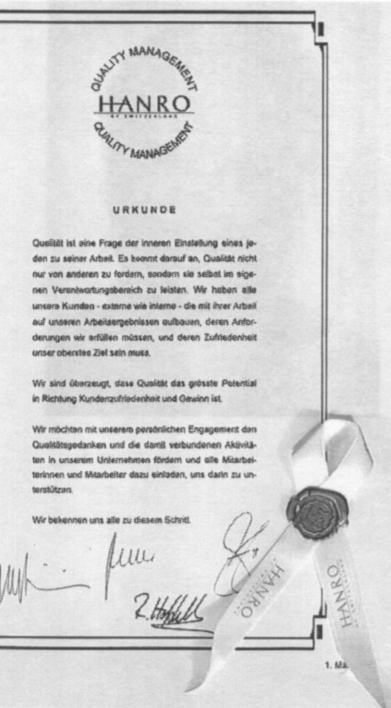 QUALITY MANAGEMENT
HANRO
OF SWITZERLAND
QUALITY MANAGEMENT
URKUNDE
Qualität ist eine Frage der inneren Einstellung eines je-
den zu seiner Arbeit. Es kommt darauf an, Qualität nicht
nur von anderen zu fordern, sondern sie selbst im eige-
nen Verantwortungsbereich zu leisten. Wir haben alle
unsere Kunden - externe wie interne - die mit ihrer Arbeit
auf unseren Arbeitsergebnissen aufbauen, deren Anfor-
derungen wir erfüllen müssen, und deren Zufriedenheit
unser oberstes Ziel sein muss.
Wir sind überzeugt, dass Qualität das grösste Potential
in Richtung Kundenzufriedenheit und Gewinn ist.
Wir möchten mit unserem persönlichen Engagement den
Qualitätsgedanken und die damit verbundenen Aktivitä-
ten in unserem Unternehmen fördern und alle Mitarbei-
terinnen und Mitarbeiter dazu einladen, uns darin zu un-
terstützen.
Wir bekennen uns alle zu diesem Schritt.
HANRO
HANRO
1. Ma